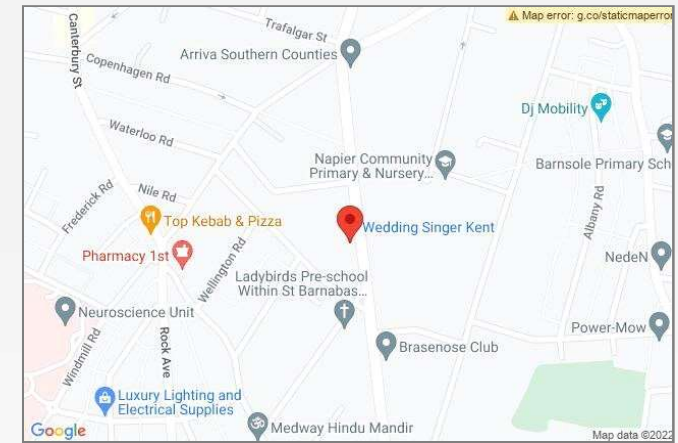 Map error: g.co/staticmaperror
Trafalgar St
Canterbury St
Arriva Southern Counties
Copenhagen Rd
Dj Mobility
Waterloo Rd
Napier Community
Primary & Nursery...
Barnsole Primary Sch
Nile Rd
Frederick Rd
Albany Rd
Top Kebab & Pizza
Wedding Singer Kent
Pharmacy 1st
Wellington Rd
NedeN
Ladybirds Pre-school
Within St Barnabas...
Neuroscience Unit
Power-Mow
Windmill Rd
Rock Ave
Brasenose Club
Luxury Lighting and
Electrical Supplies
Medway Hindu Mandir
Google
Map data ©2022